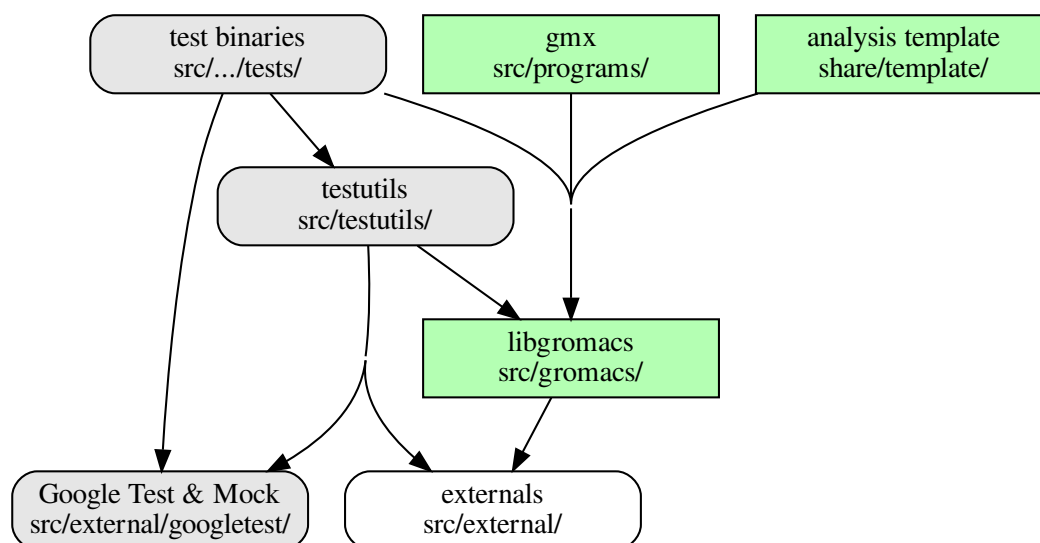 test binaries
src/.../tests/
gmx
src/programs/
analysis template
share/template/
testutils
src/testutils/
libgromacs
src/gromacs/
Google Test & Mock
src/external/googletest/
externals
src/external/